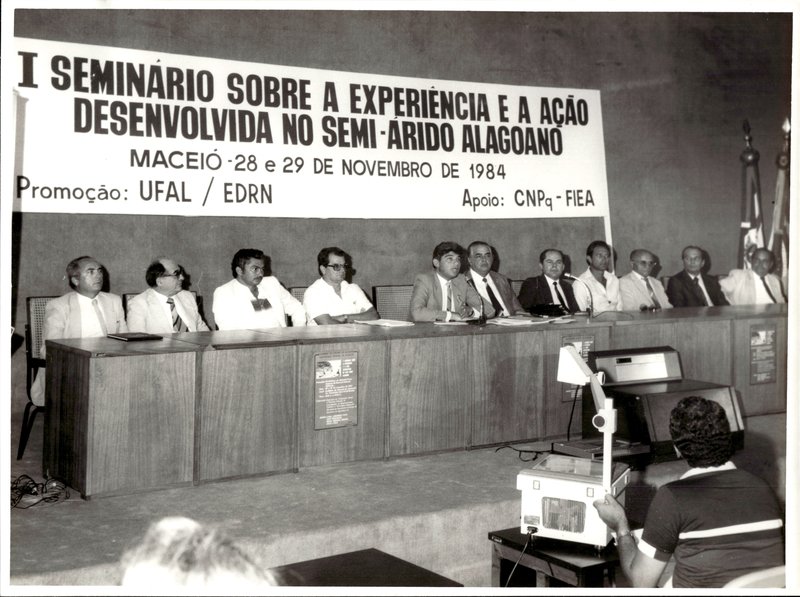 I SEMINÁRIO SOBRE A EXPERIÊNCIA E A AÇÃO
DESENVOLVIDA NO SEMI-ÁRIDO ALAGOANO
MACEIÓ - 28 e 29 DE NOVEMBRO DE 1984
Promoção: UFAL / EDRN
Apoio: CNPq - FIEA